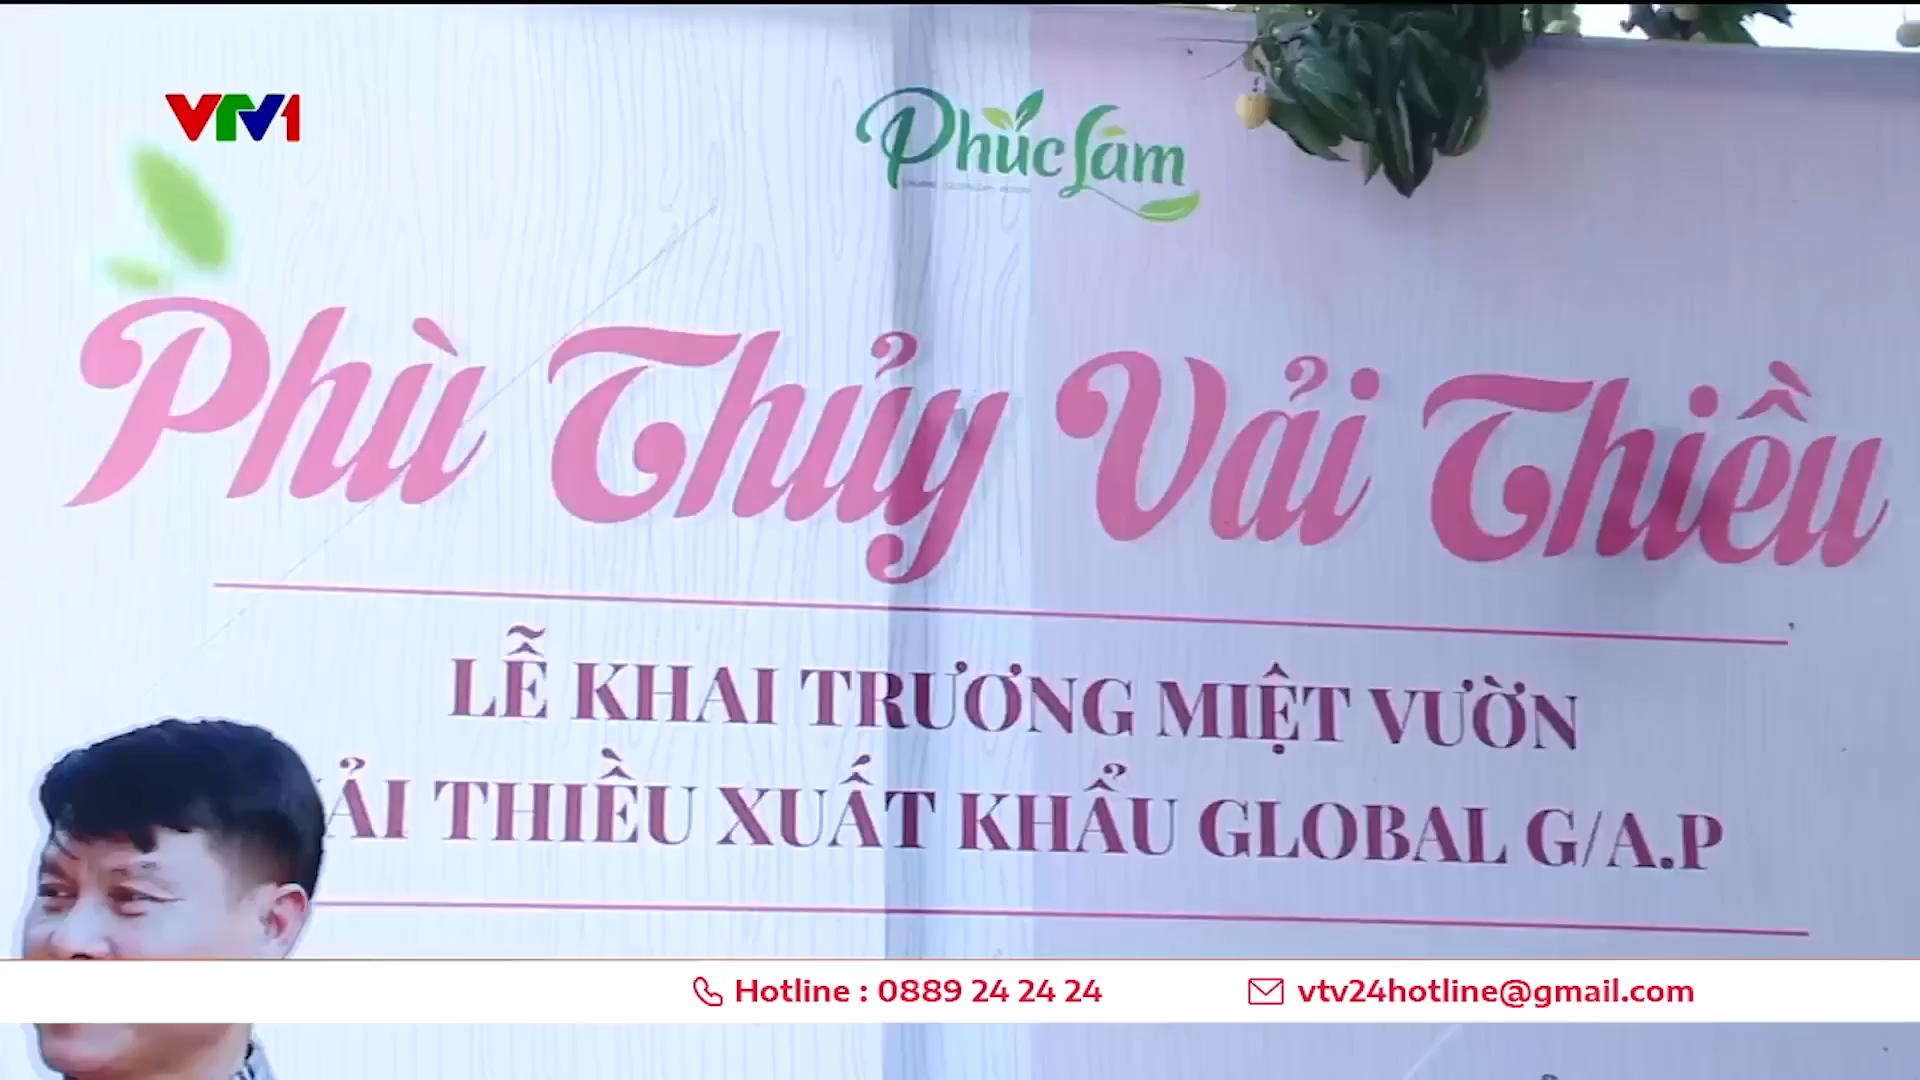 VTV1
Phúc Lâm
Phù Thủy Vải Thiều
LỄ KHAI TRƯƠNG MIỆT VƯỜN
ẢI THIỀU XUẤT KHẨU GLOBAL G/A.P
Hotline : 0889 24 24 24
vtv24hotline@gmail.com